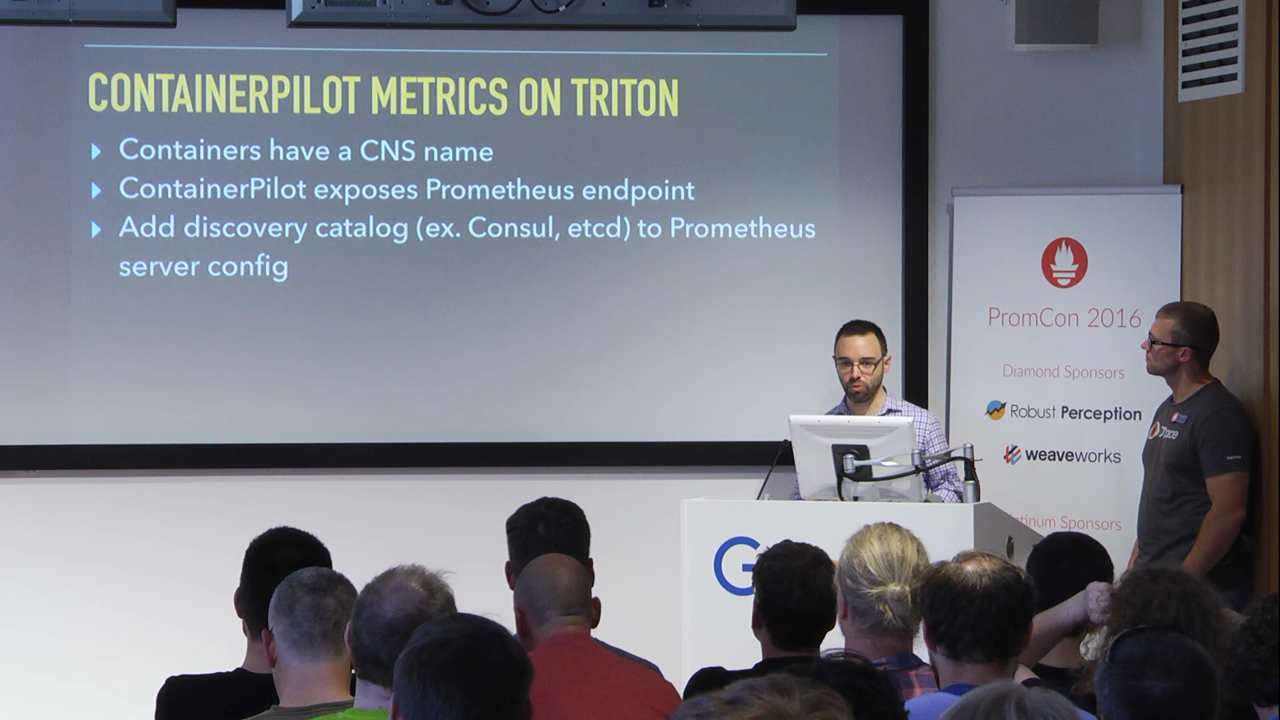 CONTAINERPILOT METRICS ON TRITON
Containers have a CNS name
ContainerPilot exposes Prometheus endpoint
Add discovery catalog (ex. Consul, etcd) to Prometheus
server config
PromCon 2016
Diamond Sponsors
Robust Perception
weaveworks
Sponsors
G